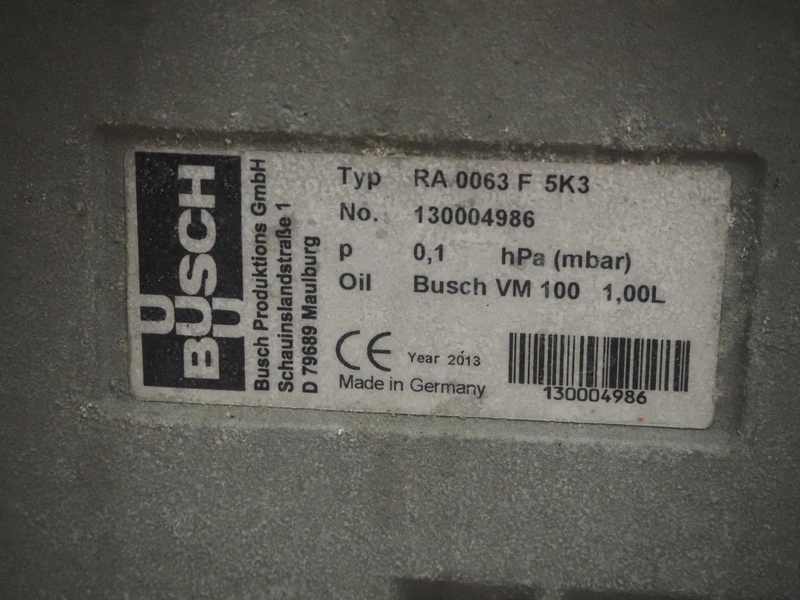 BUSCH
Busch Produktions GmbH
Schauinslandstraße 1
D 79689 Maulburg
Typ RA 0063 F 5K3
No. 130004986
p 0,1 hPa (mbar)
Oil Busch VM 100 1,00L
CE Year 2013
Made in Germany
130004986